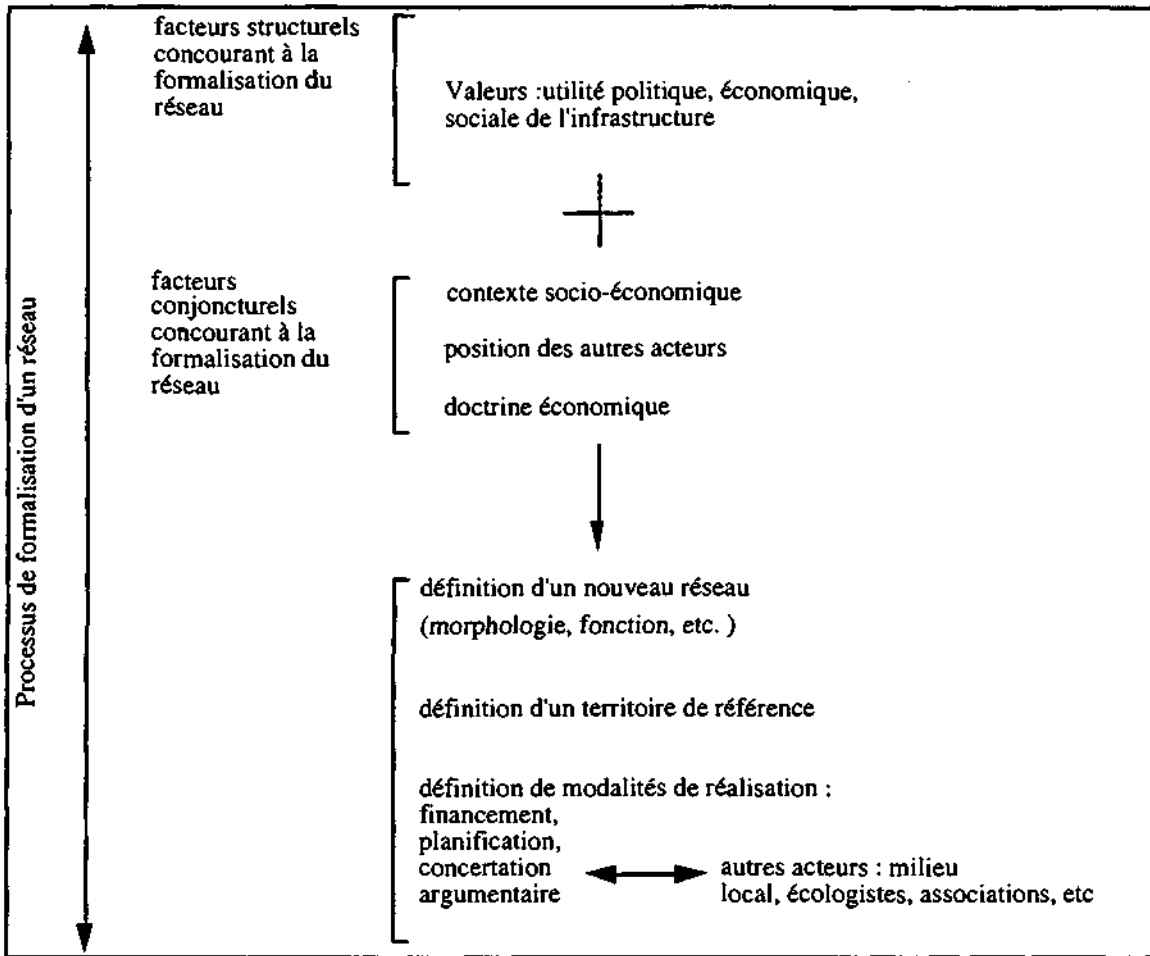 facteurs structurels
concourant à la
formalisation du
réseau
Valeurs :utilité politique, économique,
sociale de l'infrastructure
facteurs
conjoncturels
concourant à la
formalisation du
réseau
contexte socio-économique
position des autres acteurs
doctrine économique
Processus de formalisation d'un réseau
définition d'un nouveau réseau
(morphologie, fonction, etc. )
définition d'un territoire de référence
définition de modalités de réalisation :
financement,
planification,
concertation
argumentaire
autres acteurs : milieu
local, écologistes, associations, etc